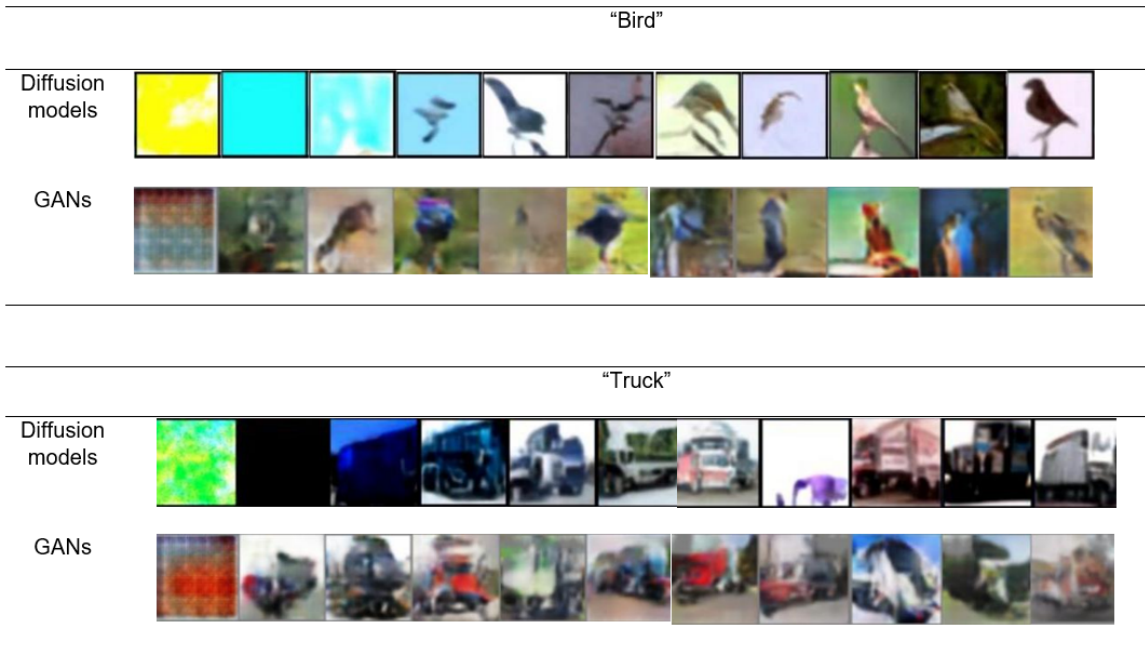 “Bird”
Diffusion
models
GANs
“Truck”
Diffusion
models
GANs